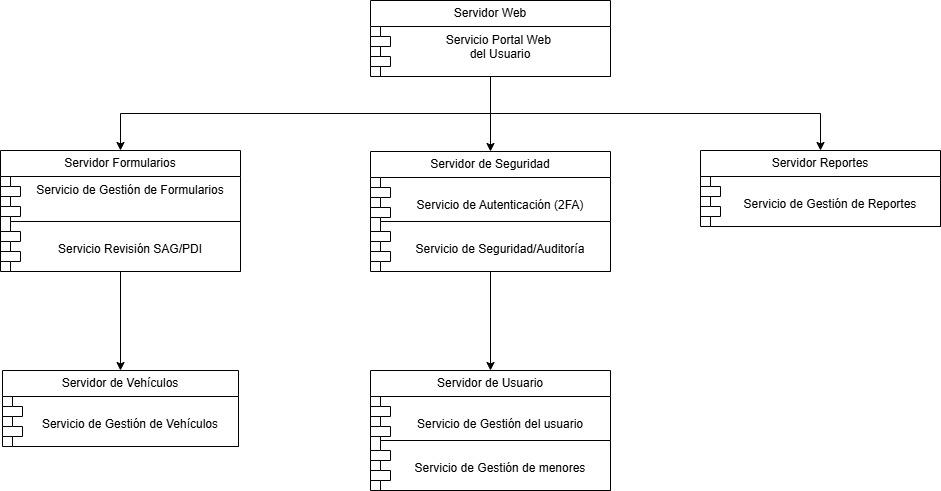 Servidor Web
Servicio Portal Web
del Usuario
Servidor Formularios
Servicio de Gestión de Formularios
Servicio Revisión SAG/PDI
Servidor de Seguridad
Servicio de Autenticación (2FA)
Servicio de Seguridad/Auditoría
Servidor Reportes
Servicio de Gestión de Reportes
Servidor de Vehículos
Servicio de Gestión de Vehículos
Servidor de Usuario
Servicio de Gestión del usuario
Servicio de Gestión de menores